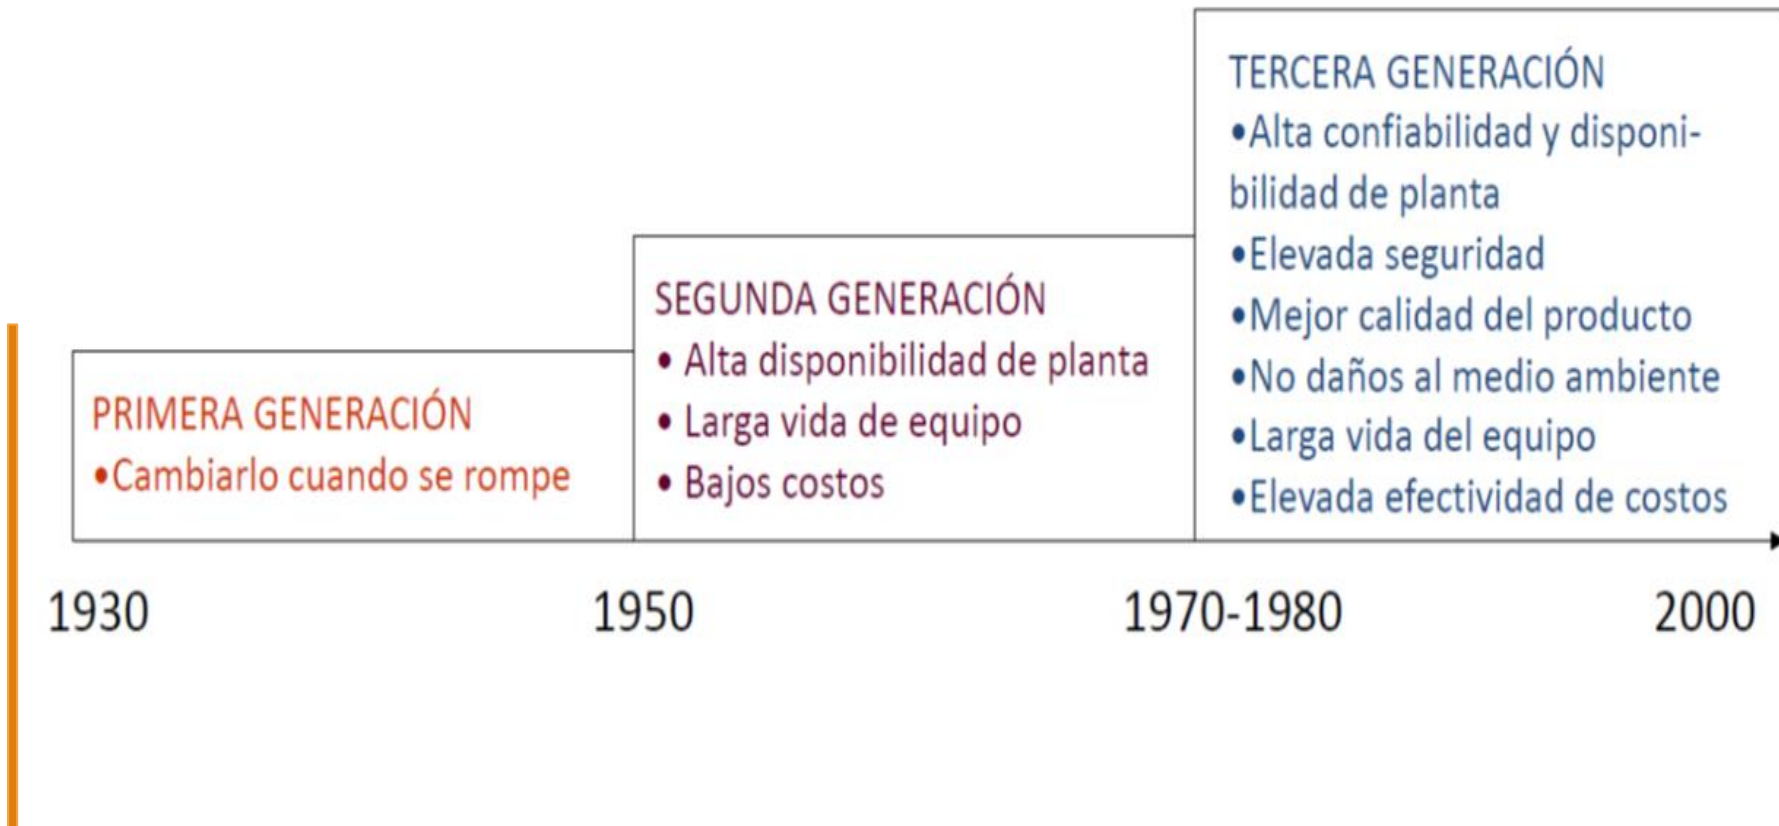 PRIMERA GENERACIÓN
•Cambiarlo cuando se rompe
SEGUNDA GENERACIÓN
• Alta disponibilidad de planta
• Larga vida de equipo
• Bajos costos
TERCERA GENERACIÓN
•Alta confiabilidad y disponi-
bilidad de planta
•Elevada seguridad
•Mejor calidad del producto
•No daños al medio ambiente
•Larga vida del equipo
•Elevada efectividad de costos
1930 1950 1970-1980 2000